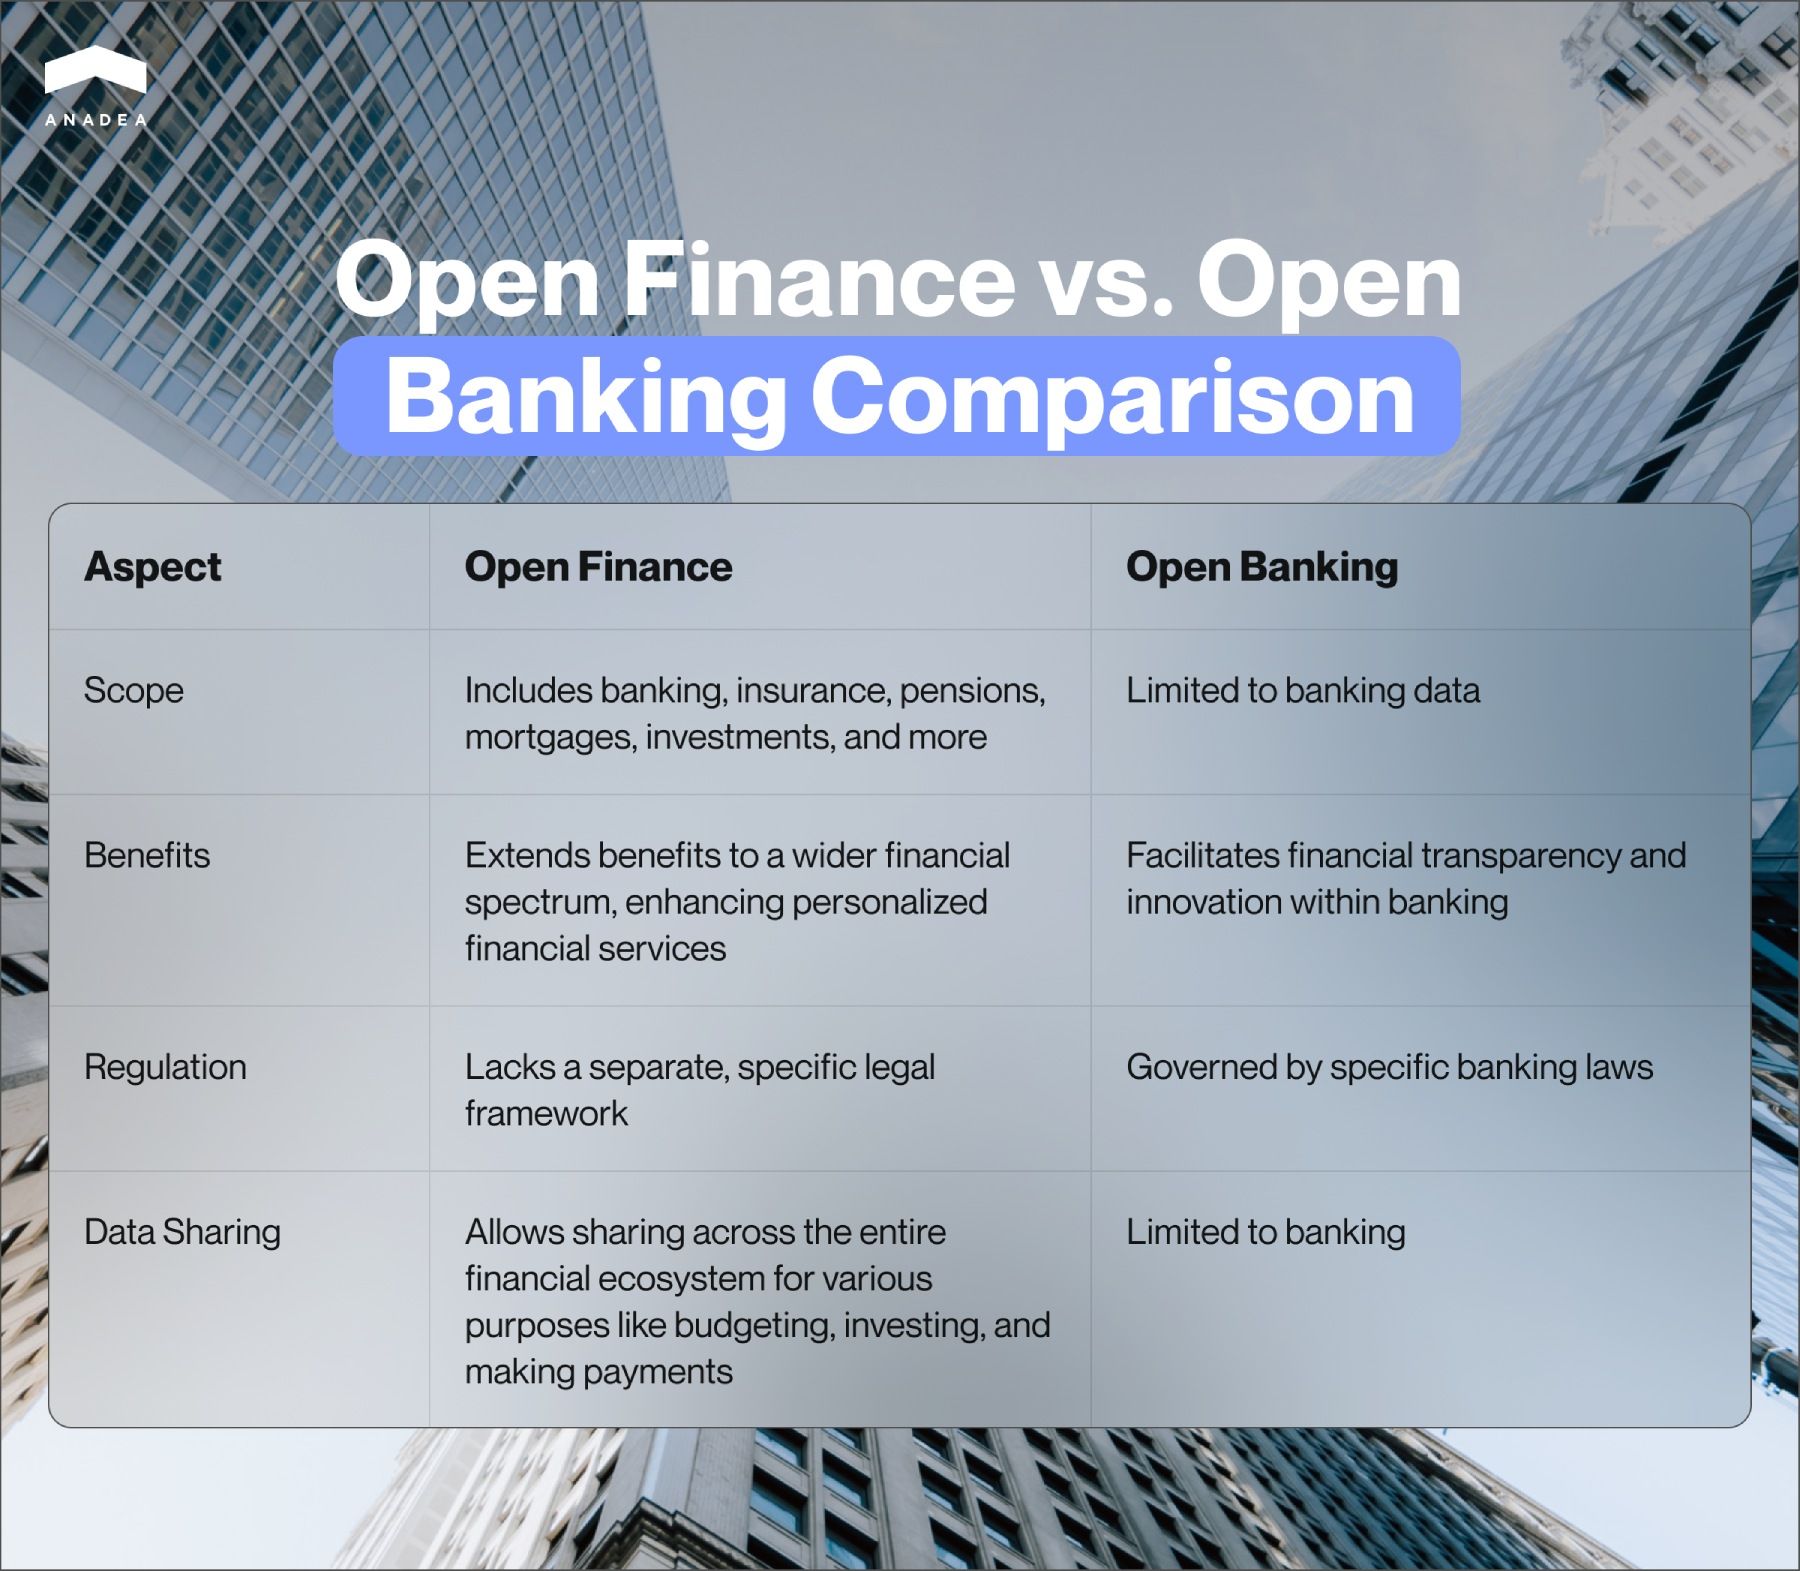 ANADEA
Open Finance vs. Open
Banking Comparison
Aspect
Open Finance
Open Banking
Scope
Includes banking, insurance, pensions,
mortgages, investments, and more
Limited to banking data
Benefits
Extends benefits to a wider financial
spectrum, enhancing personalized
financial services
Facilitates financial transparency and
innovation within banking
Regulation
Lacks a separate, specific legal
framework
Governed by specific banking laws
Data Sharing
Allows sharing across the entire
financial ecosystem for various
purposes like budgeting, investing, and
making payments
Limited to banking